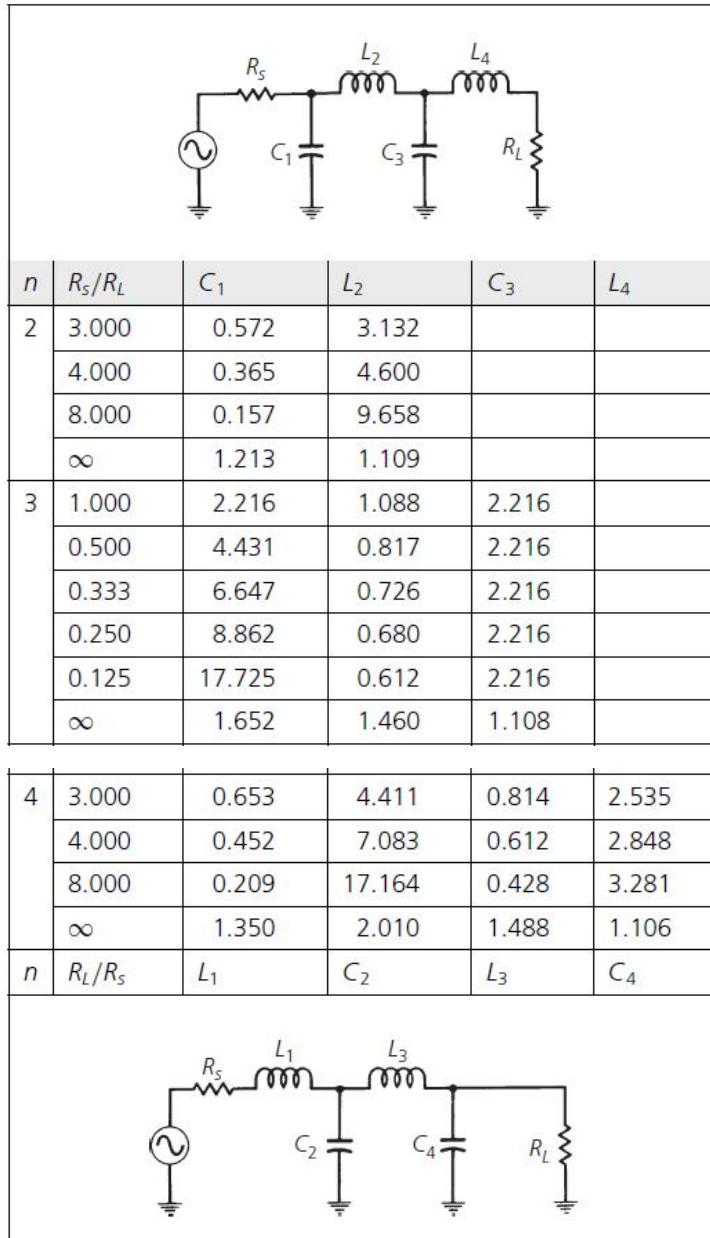 R_S L_2 L_4
C_1 C_3 R_L
n R_S/R_L C_1 L_2 C_3 L_4
2 3.000 0.572 3.132
4.000 0.365 4.600
8.000 0.157 9.658
∞ 1.213 1.109
3 1.000 2.216 1.088 2.216
0.500 4.431 0.817 2.216
0.333 6.647 0.726 2.216
0.250 8.862 0.680 2.216
0.125 17.725 0.612 2.216
∞ 1.652 1.460 1.108
4 3.000 0.653 4.411 0.814 2.535
4.000 0.452 7.083 0.612 2.848
8.000 0.209 17.164 0.428 3.281
∞ 1.350 2.010 1.488 1.106
n R_L/R_S L_1 C_2 L_3 C_4
R_S L_1 L_3
C_2 C_4 R_L